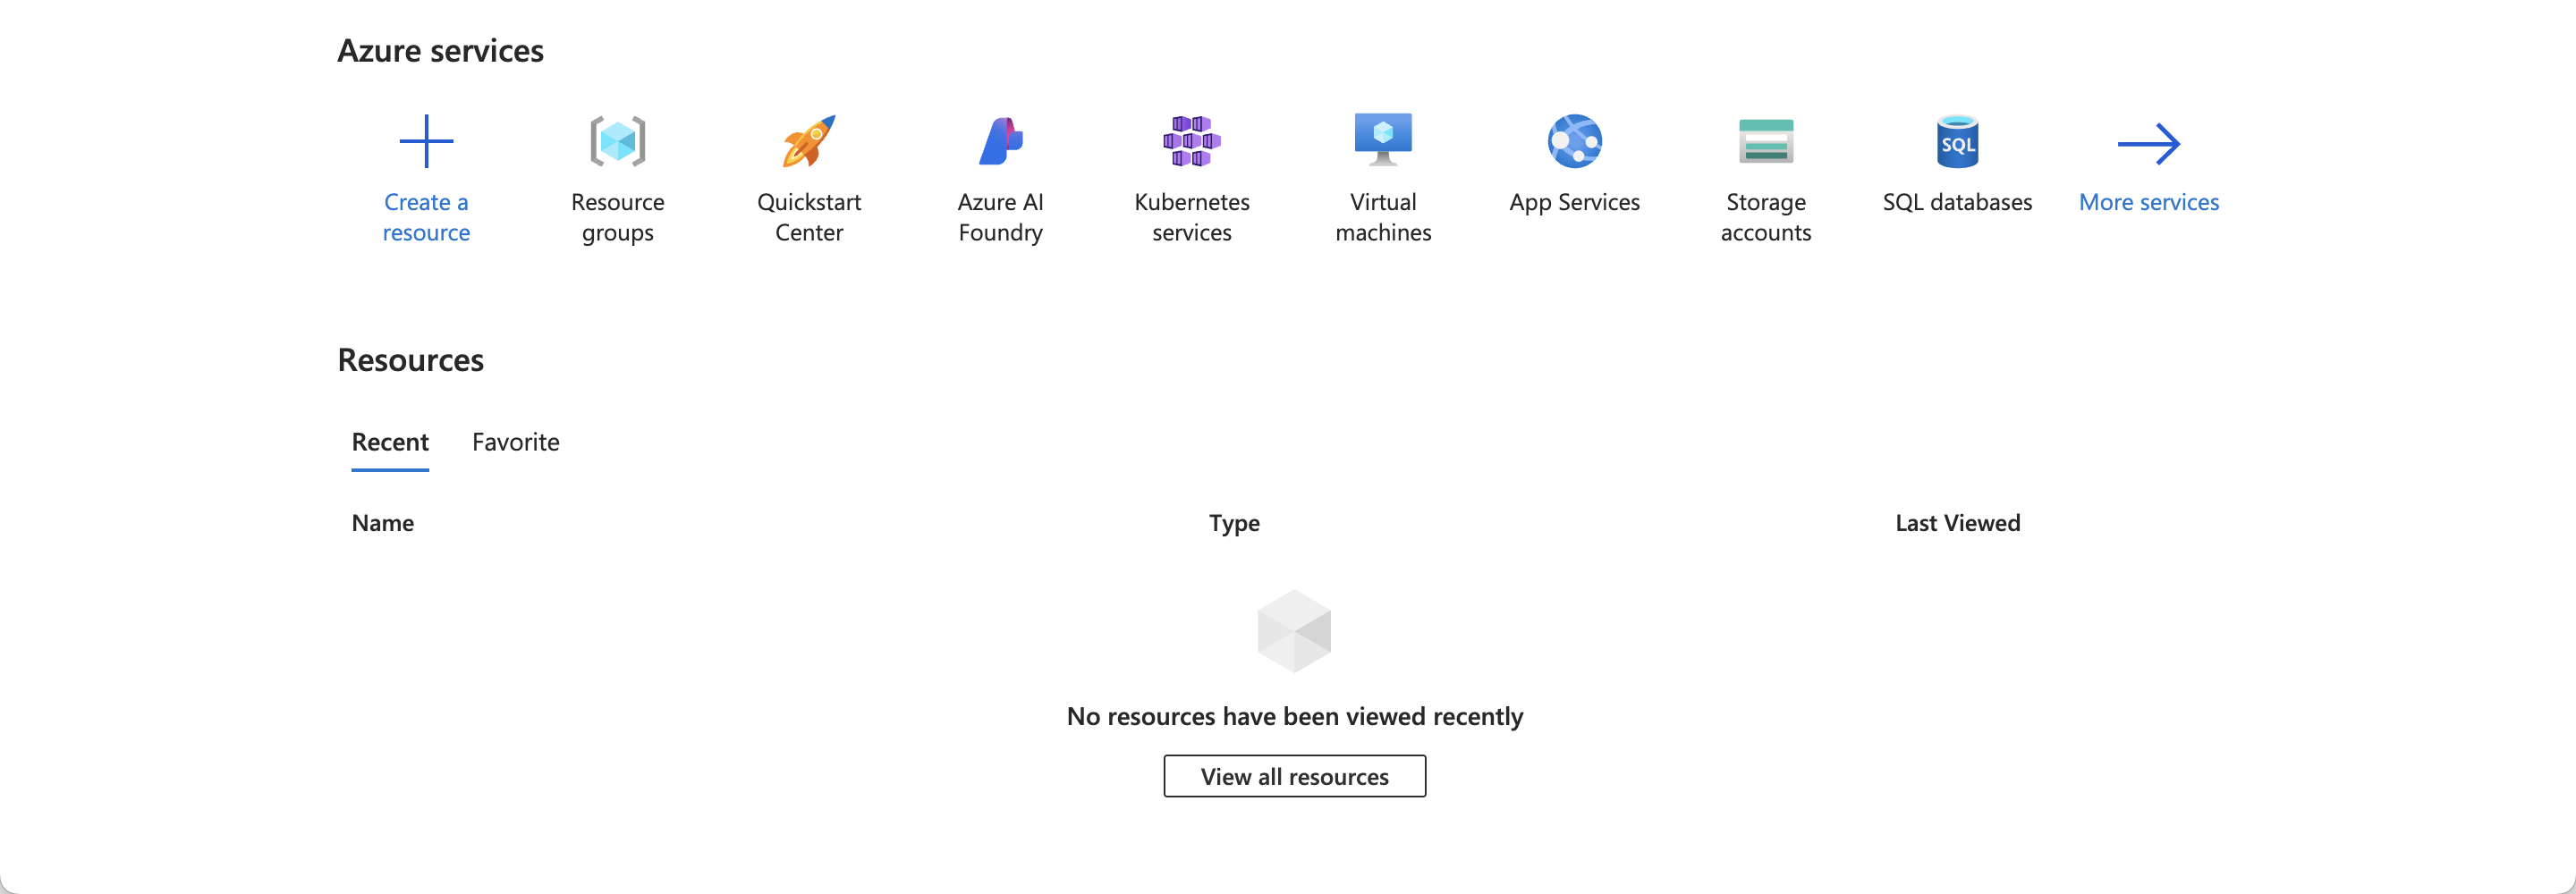 Azure services
Create a
resource
Resource
groups
Quickstart
Center
Azure AI
Foundry
Kubernetes
services
Virtual
machines
App Services
Storage
accounts
SQL
SQL databases
More services
Resources
Recent
Favorite
Name
Type
Last Viewed
No resources have been viewed recently
View all resources